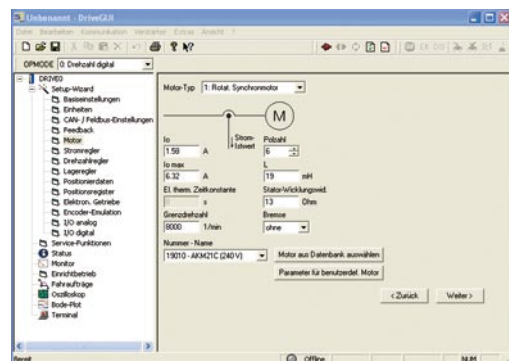 Unbenannt - DriveGUI
Datei Bearbeiten Kommunikation Verstärker Extras Ansicht ?
OPMODE 0: Drehzahl digital
DRIVE0
Setup-Wizard
Basiseinstellungen
Einheiten
CAN- / Feldbus-Einstellungen
Feedback
Motor
Stromregler
Drehzahlregler
Lageregler
Positionierdaten
Positionsregister
Elektron. Getriebe
Encoder-Emulation
I/O analog
I/O digital
Service-Funktionen
Status
Monitor
Einrichtbetrieb
Fahraufträge
Oszilloskop
Bode-Plot
Terminal
Motor-Typ 1: Rotat. Synchronmotor
M
Strom-Istwert
Io Polzahl
1.58 A 6
Io max L
6.32 A 19 mH
El. therm. Zeitkonstante Stator-Wicklungswid.
0 s 13 Ohm
Grenzdrehzahl Bremse
8000 1/min ohne
Nummer - Name
19010 - AKM21C (240 V) Motor aus Datenbank auswählen
Parameter für benutzerdef. Motor
< Zurück Weiter >
Bereit Offline NUM